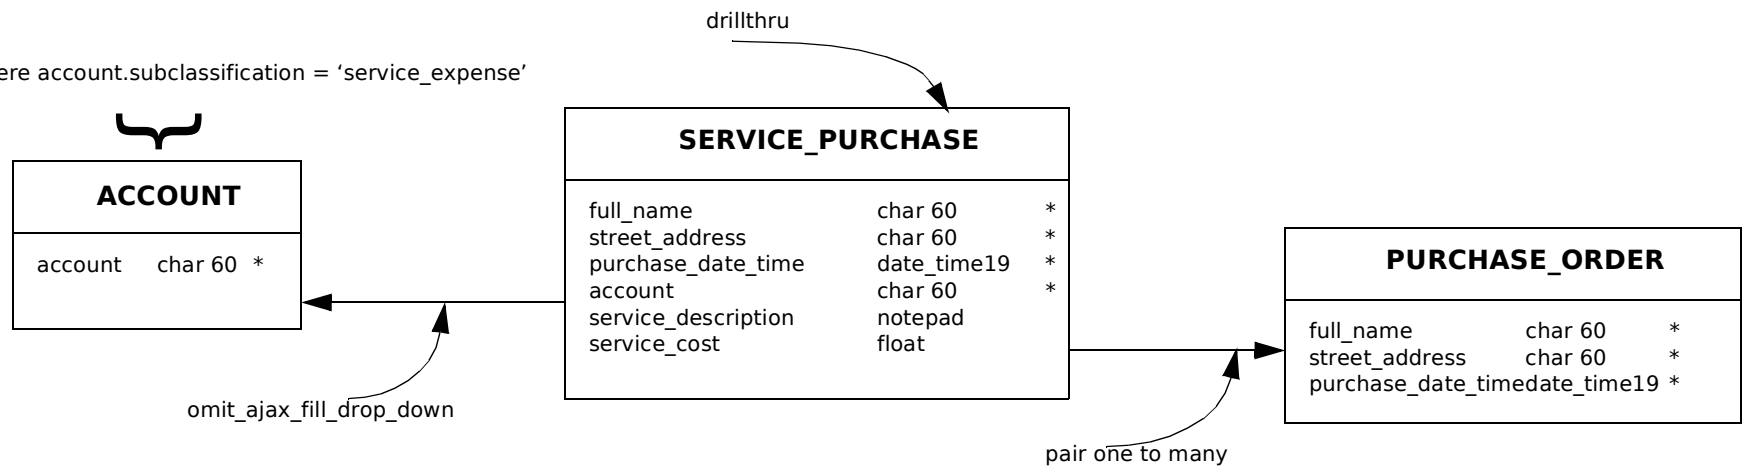 drillthru
ere account.subclassification = ‘service_expense’
SERVICE_PURCHASE
full_name char 60 *
street_address char 60 *
purchase_date_time date_time19 *
account char 60 *
service_description notepad
service_cost float
ACCOUNT
account char 60 *
PURCHASE_ORDER
full_name char 60 *
street_address char 60 *
purchase_date_timedate_time19 *
omit_ajax_fill_drop_down
pair one to many